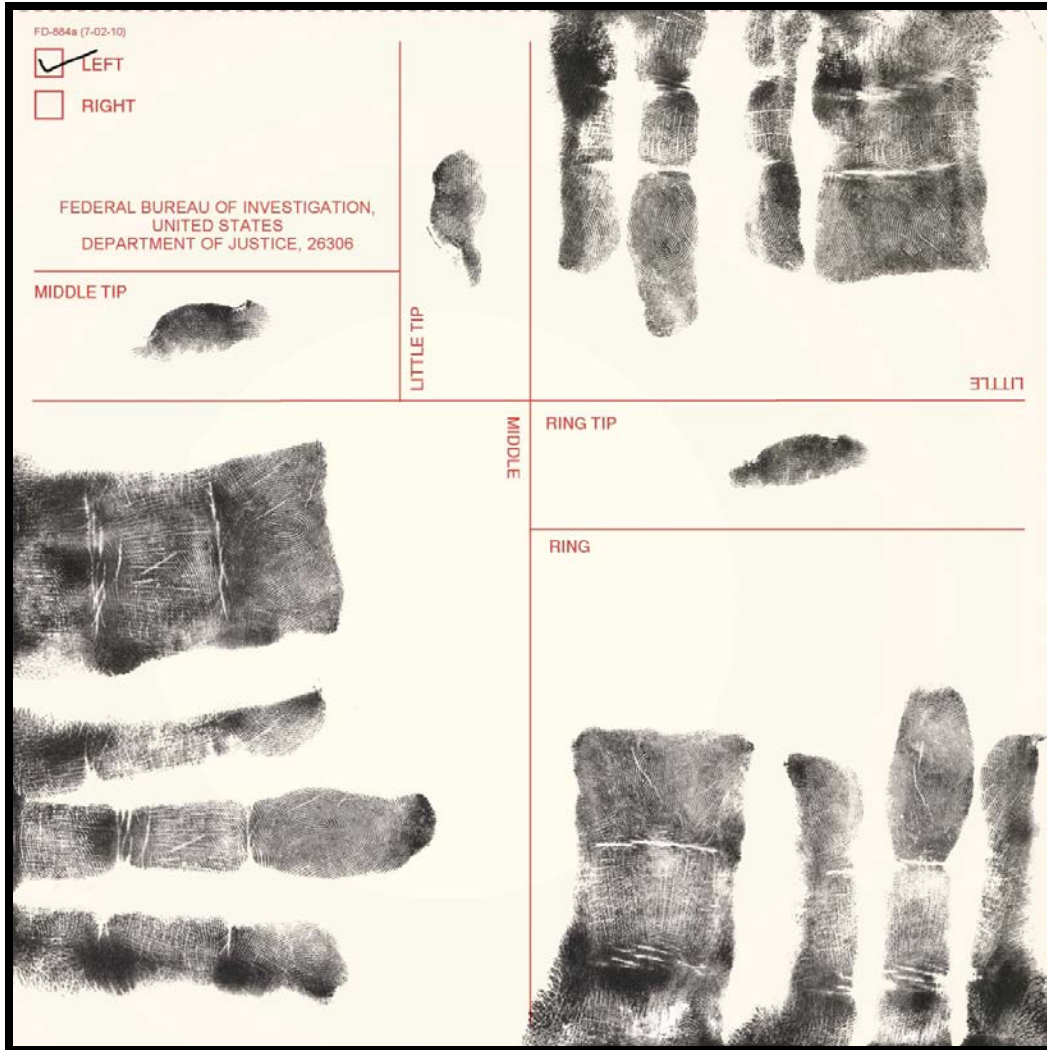 FD-884a (7-02-10)
LEFT
RIGHT
FEDERAL BUREAU OF INVESTIGATION,
UNITED STATES
DEPARTMENT OF JUSTICE, 26306
MIDDLE TIP
LITTLE TIP
LITTLE
MIDDLE
RING TIP
RING